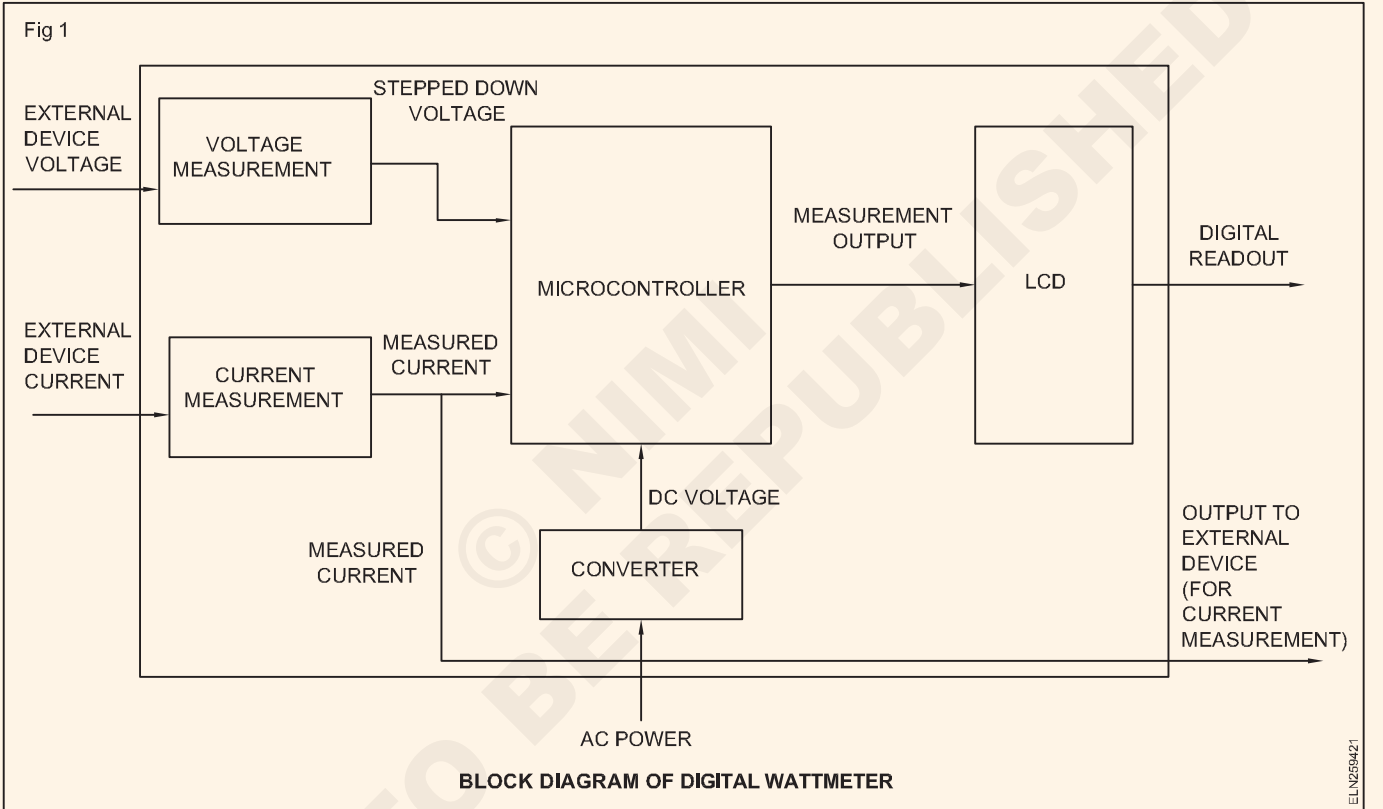 Fig 1
EXTERNAL
DEVICE
VOLTAGE
VOLTAGE
MEASUREMENT
STEPPED DOWN
VOLTAGE
EXTERNAL
DEVICE
CURRENT
CURRENT
MEASUREMENT
MEASURED
CURRENT
MICROCONTROLLER
MEASUREMENT
OUTPUT
LCD
DIGITAL
READOUT
DC VOLTAGE
MEASURED
CURRENT
CONVERTER
OUTPUT TO
EXTERNAL
DEVICE
(FOR
CURRENT
MEASUREMENT)
AC POWER
BLOCK DIAGRAM OF DIGITAL WATTMETER
ELN259421
© NIMI
TO BE REPUBLISHED